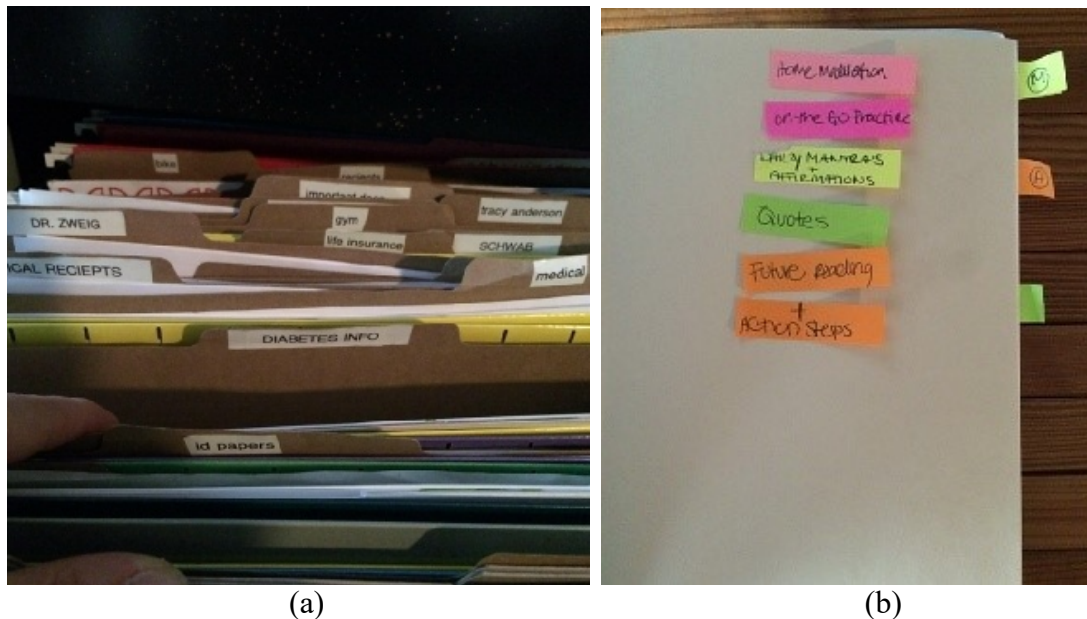 bike
reciepts
important docs
tracy anderson
DR. ZWEIG
gym
life insurance
SCHWAB
ICAL RECIEPTS
medical
DIABETES INFO
id papers
(a)
Home Meditation
on-the GO Practice
DAILY MANTRAS
+
AFFIRMATIONS
Quotes
Future Reading
+
Action Steps
M
A
(b)